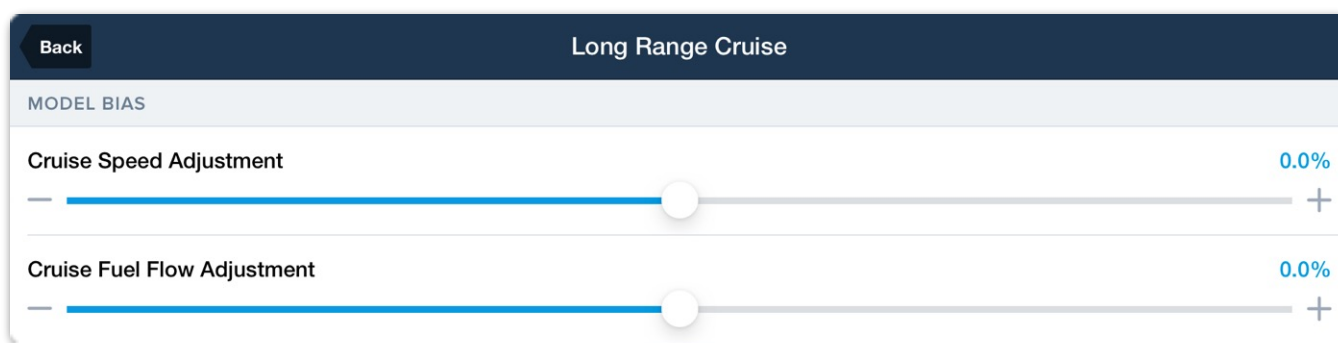 Back
Long Range Cruise
MODEL BIAS
Cruise Speed Adjustment 0.0%
Cruise Fuel Flow Adjustment 0.0%